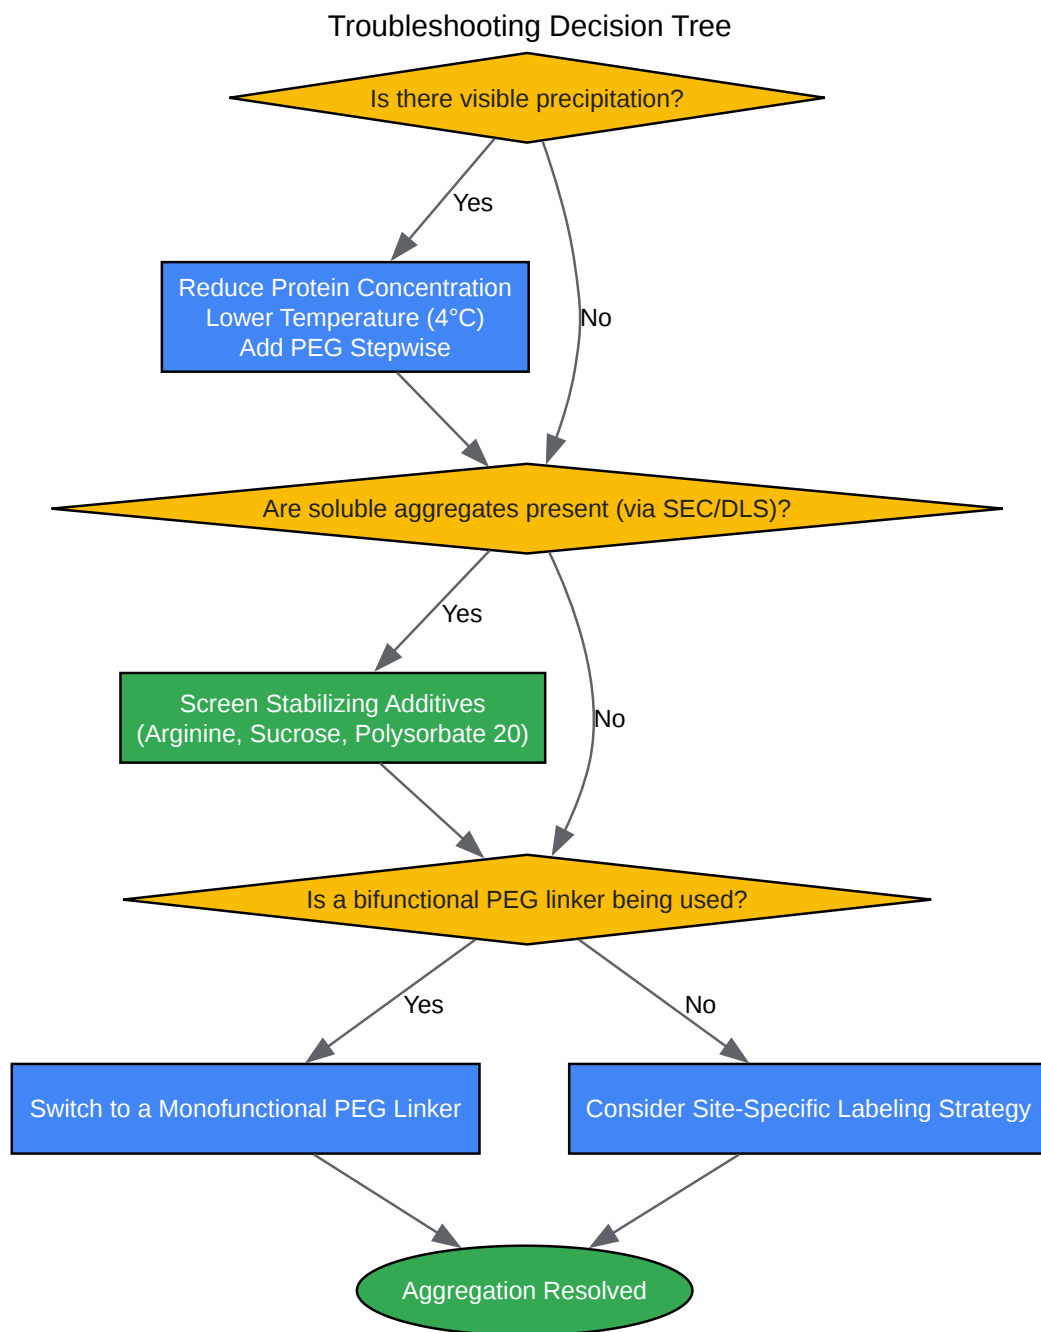 Troubleshooting Decision Tree
Is there visible precipitation?
Yes
Reduce Protein Concentration
Lower Temperature (4°C)
Add PEG Stepwise
No
Are soluble aggregates present (via SEC/DLS)?
Yes
Screen Stabilizing Additives
(Arginine, Sucrose, Polysorbate 20)
No
Is a bifunctional PEG linker being used?
Yes
No
Switch to a Monofunctional PEG Linker
Consider Site-Specific Labeling Strategy
Aggregation Resolved